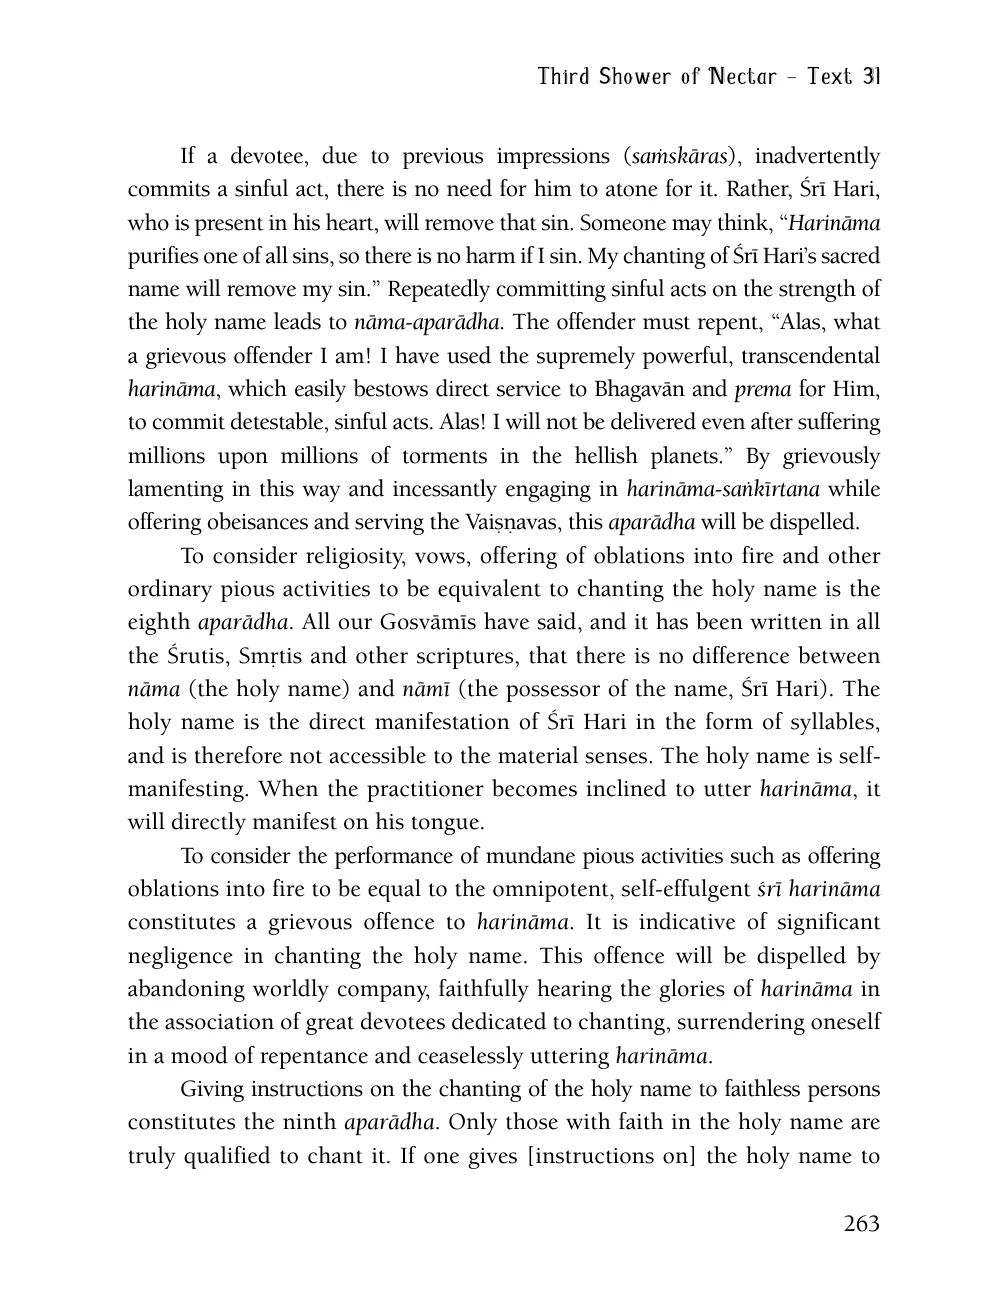 Third Shower of Nectar – Text 31
If a devotee, due to previous impressions (saṁskāras), inadvertently
commits a sinful act, there is no need for him to atone for it. Rather, Śrī Hari,
who is present in his heart, will remove that sin. Someone may think, “Harināma
purifies one of all sins, so there is no harm if I sin. My chanting of Śrī Hari’s sacred
name will remove my sin.” Repeatedly committing sinful acts on the strength of
the holy name leads to nāma-aparādha. The offender must repent, “Alas, what
a grievous offender I am! I have used the supremely powerful, transcendental
harināma, which easily bestows direct service to Bhagavān and prema for Him,
to commit detestable, sinful acts. Alas! I will not be delivered even after suffering
millions upon millions of torments in the hellish planets.” By grievously
lamenting in this way and incessantly engaging in harināma-saṅkīrtana while
offering obeisances and serving the Vaiṣṇavas, this aparādha will be dispelled.
To consider religiosity, vows, offering of oblations into fire and other
ordinary pious activities to be equivalent to chanting the holy name is the
eighth aparādha. All our Gosvāmīs have said, and it has been written in all
the Śrutis, Smṛtis and other scriptures, that there is no difference between
nāma (the holy name) and nāmī (the possessor of the name, Śrī Hari). The
holy name is the direct manifestation of Śrī Hari in the form of syllables,
and is therefore not accessible to the material senses. The holy name is self-
manifesting. When the practitioner becomes inclined to utter harināma, it
will directly manifest on his tongue.
To consider the performance of mundane pious activities such as offering
oblations into fire to be equal to the omnipotent, self-effulgent śrī harināma
constitutes a grievous offence to harināma. It is indicative of significant
negligence in chanting the holy name. This offence will be dispelled by
abandoning worldly company, faithfully hearing the glories of harināma in
the association of great devotees dedicated to chanting, surrendering oneself
in a mood of repentance and ceaselessly uttering harināma.
Giving instructions on the chanting of the holy name to faithless persons
constitutes the ninth aparādha. Only those with faith in the holy name are
truly qualified to chant it. If one gives [instructions on] the holy name to
263